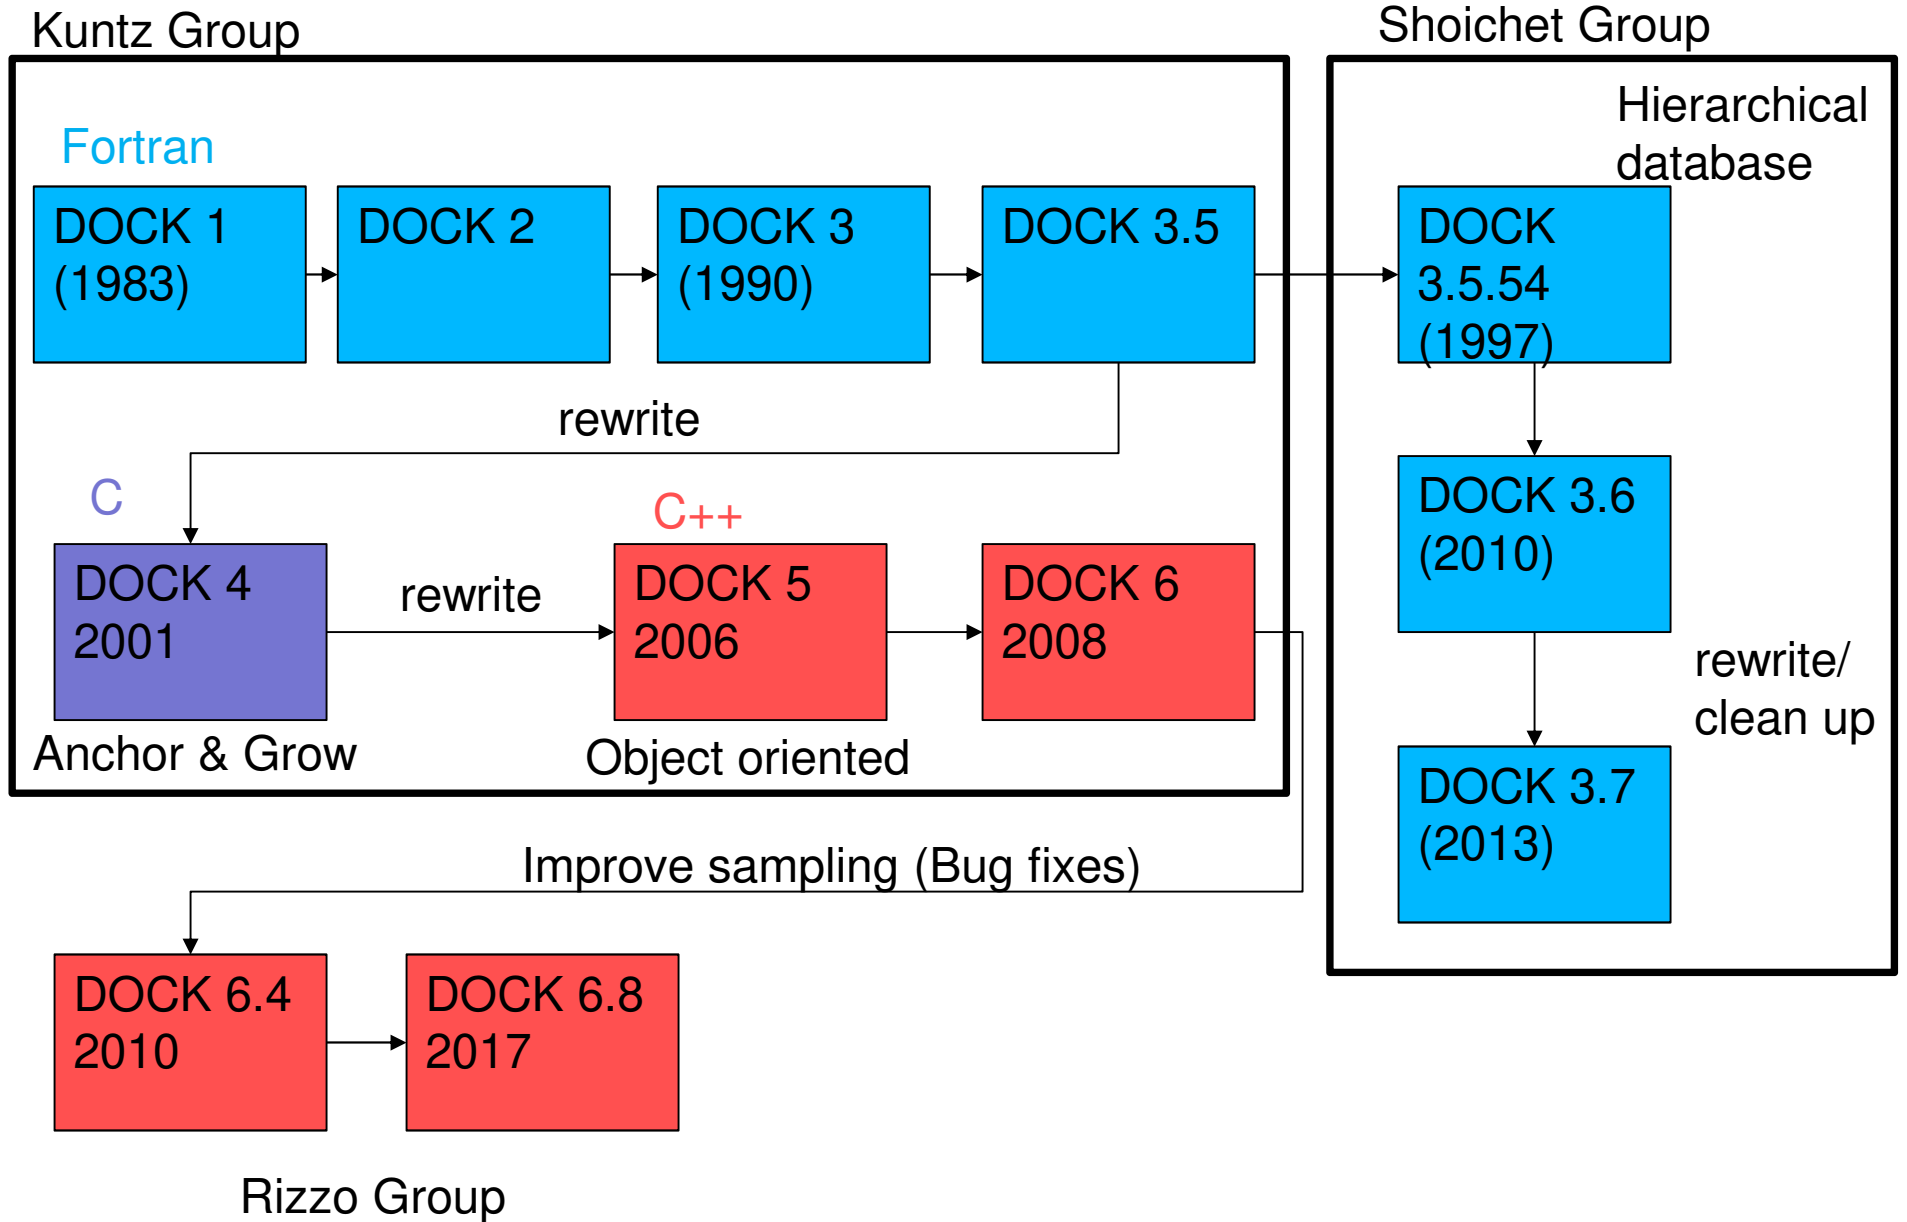 Kuntz Group
Shoichet Group
Hierarchical
database
Fortran
DOCK 1
(1983)
DOCK 2
DOCK 3
(1990)
DOCK 3.5
DOCK
3.5.54
(1997)
rewrite
C
C++
DOCK 3.6
(2010)
DOCK 4
2001
rewrite
DOCK 5
2006
DOCK 6
2008
rewrite/
clean up
Anchor & Grow
Object oriented
DOCK 3.7
(2013)
Improve sampling (Bug fixes)
DOCK 6.4
2010
DOCK 6.8
2017
Rizzo Group